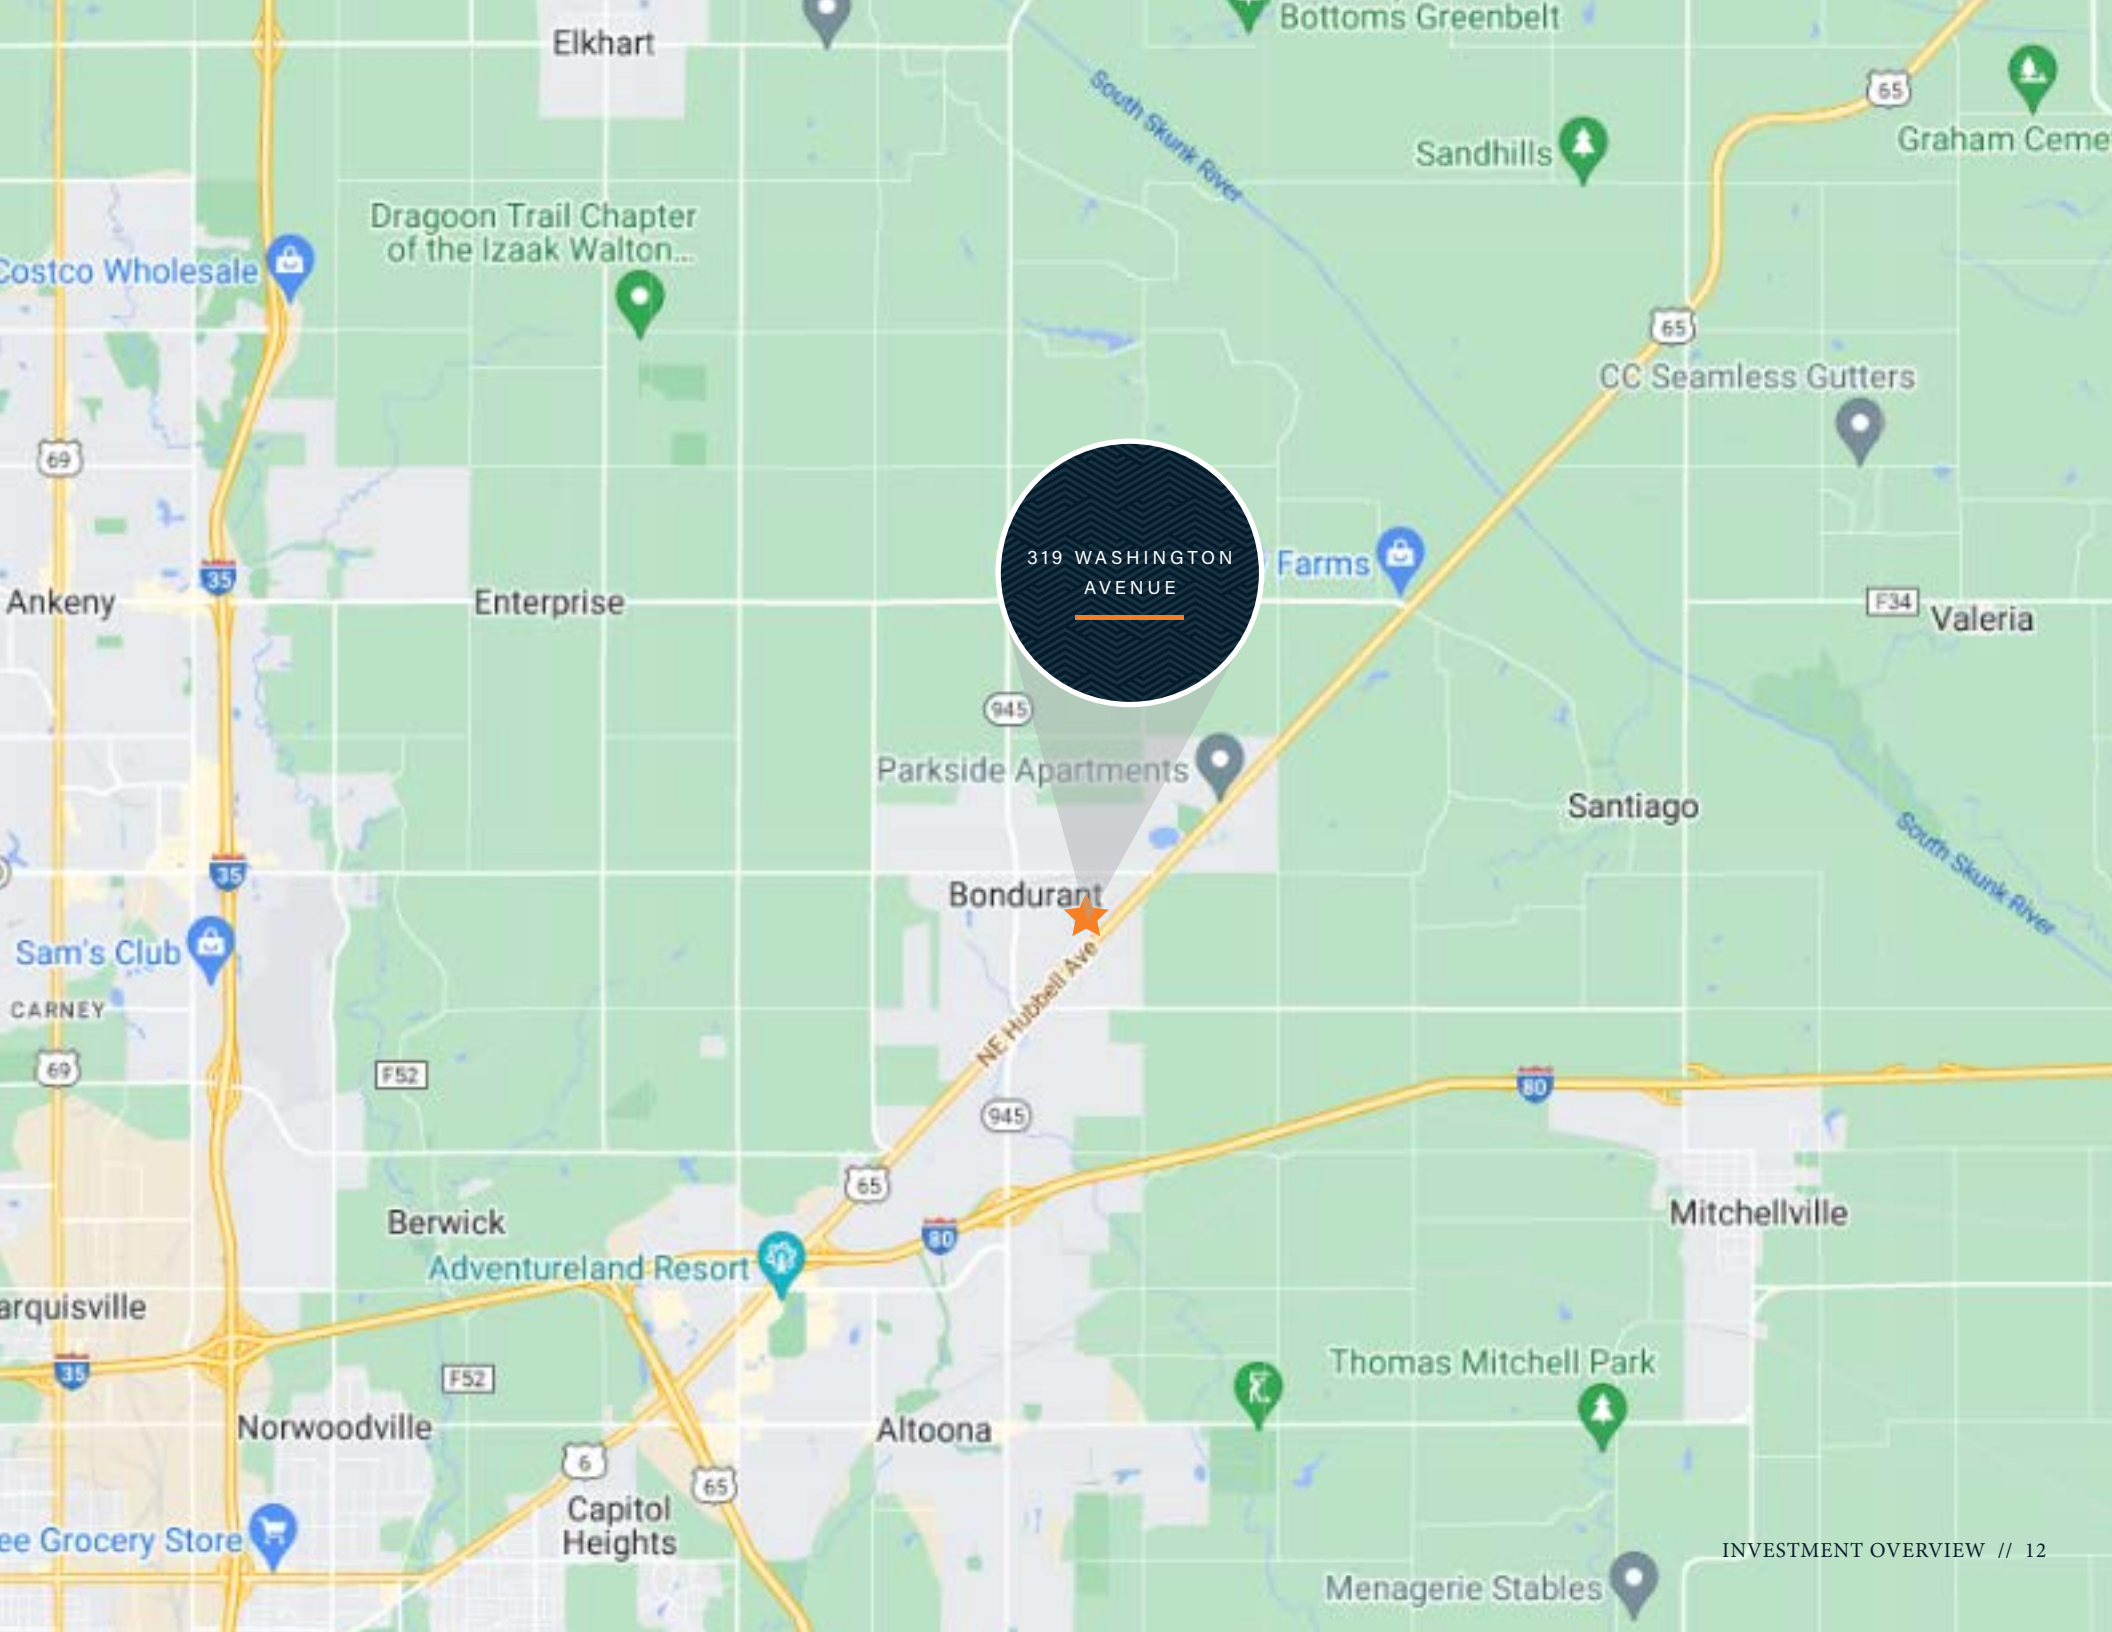 Bottoms Greenbelt
Elkhart
South Skunk River
65
Sandhills
Graham Ceme
Dragoon Trail Chapter
of the Izaak Walton...
Costco Wholesale
65
CC Seamless Gutters
69
319 WASHINGTON
AVENUE
Farms
35
Ankeny
Enterprise
F34
Valeria
945
Parkside Apartments
Santiago
South Skunk River
35
Bondurant
Sam's Club
NE Hubbell Ave
CARNEY
69
F52
80
945
65
Berwick
80
Mitchellville
Adventureland Resort
arquisville
35
F52
Thomas Mitchell Park
Norwoodville
Altoona
6
65
Capitol
Heights
ee Grocery Store
INVESTMENT OVERVIEW // 12
Menagerie Stables